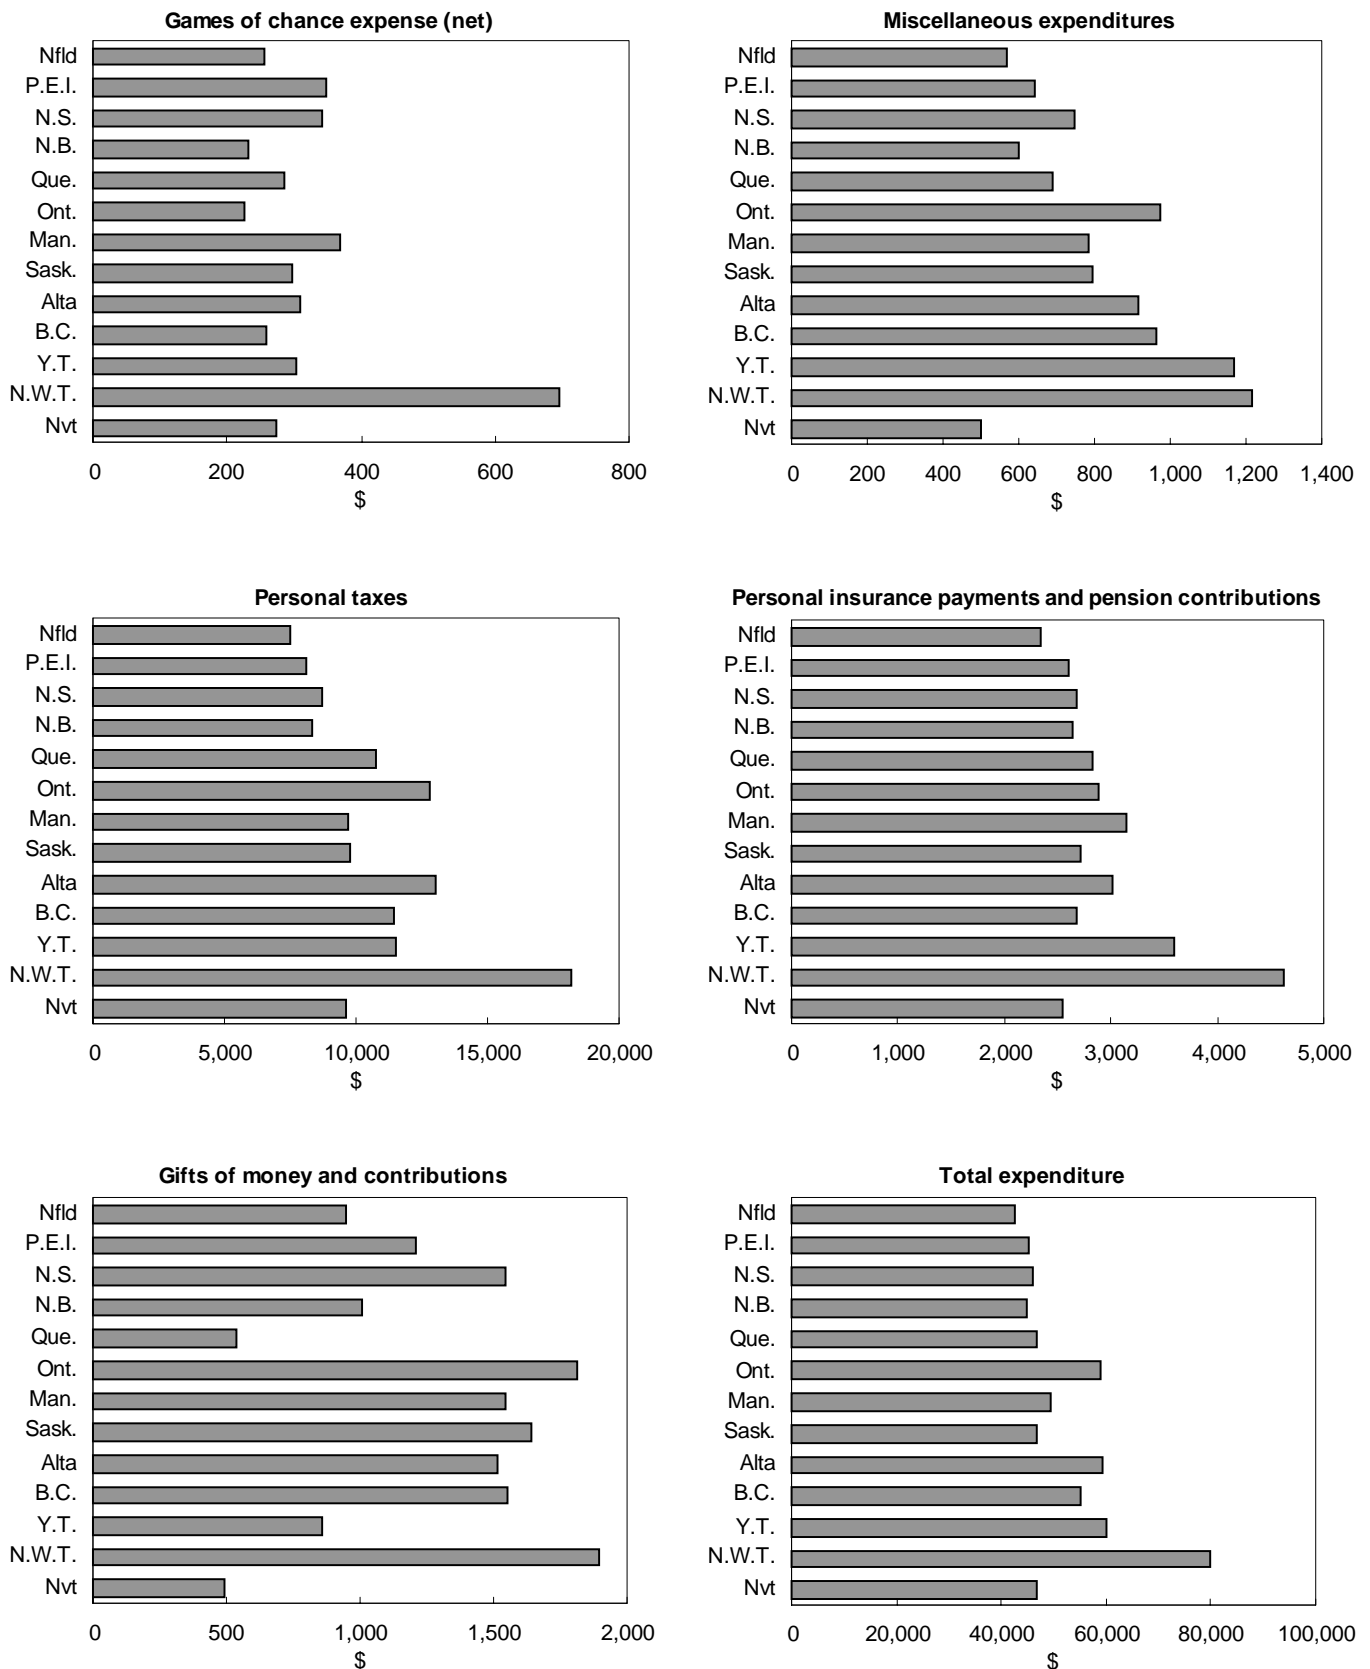 Games of chance expense (net)
Nfld
P.E.I.
N.S.
N.B.
Que.
Ont.
Man.
Sask.
Alta
B.C.
Y.T.
N.W.T.
Nvt
0 200 400 600 800
$
Miscellaneous expenditures
Nfld
P.E.I.
N.S.
N.B.
Que.
Ont.
Man.
Sask.
Alta
B.C.
Y.T.
N.W.T.
Nvt
0 200 400 600 800 1,000 1,200 1,400
$
Personal taxes
Nfld
P.E.I.
N.S.
N.B.
Que.
Ont.
Man.
Sask.
Alta
B.C.
Y.T.
N.W.T.
Nvt
0 5,000 10,000 15,000 20,000
$
Personal insurance payments and pension contributions
Nfld
P.E.I.
N.S.
N.B.
Que.
Ont.
Man.
Sask.
Alta
B.C.
Y.T.
N.W.T.
Nvt
0 1,000 2,000 3,000 4,000 5,000
$
Gifts of money and contributions
Nfld
P.E.I.
N.S.
N.B.
Que.
Ont.
Man.
Sask.
Alta
B.C.
Y.T.
N.W.T.
Nvt
0 500 1,000 1,500 2,000
$
Total expenditure
Nfld
P.E.I.
N.S.
N.B.
Que.
Ont.
Man.
Sask.
Alta
B.C.
Y.T.
N.W.T.
Nvt
0 20,000 40,000 60,000 80,000 100,000
$